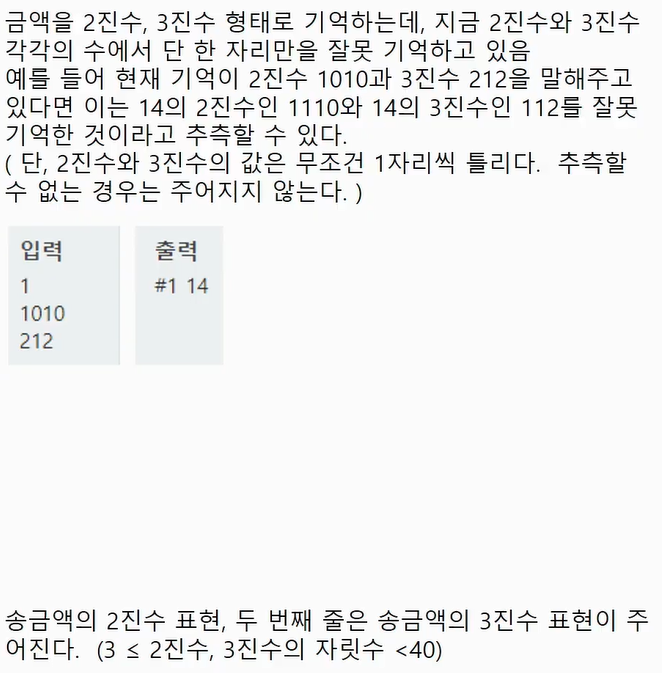 금액을 2진수, 3진수 형태로 기억하는데, 지금 2진수와 3진수
각각의 수에서 단 한 자리만을 잘못 기억하고 있음
예를 들어 현재 기억이 2진수 1010과 3진수 212을 말해주고
있다면 이는 14의 2진수인 1110와 14의 3진수인 112를 잘못
기억한 것이라고 추측할 수 있다.
( 단, 2진수와 3진수의 값은 무조건 1자리씩 틀리다.  추측할
수 없는 경우는 주어지지 않는다. )
입력
1
1010
212
출력
#1 14
송금액의 2진수 표현, 두 번째 줄은 송금액의 3진수 표현이 주
어진다.  (3 ≤ 2진수, 3진수의 자릿수 <40)